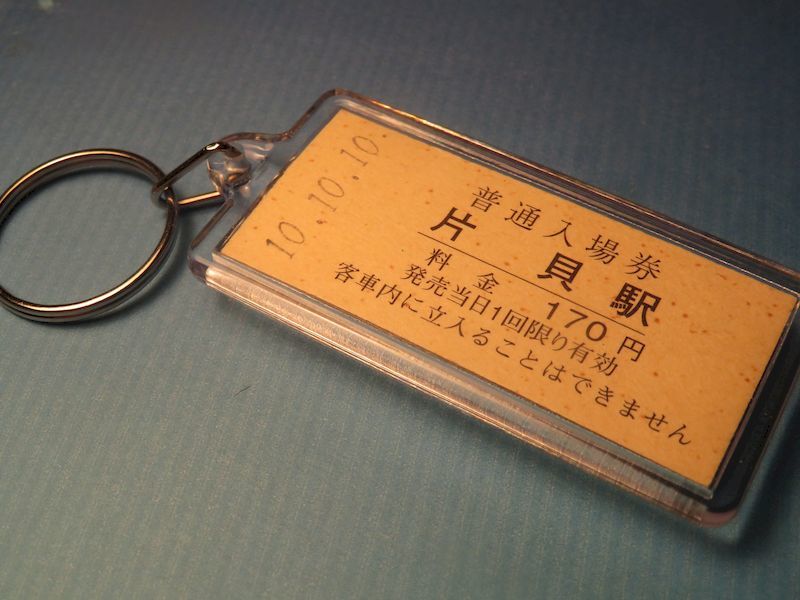 10.10.10
普通入場券
片貝駅
料金 170円
発売当日1回限り有効
客車内に立入ることはできません